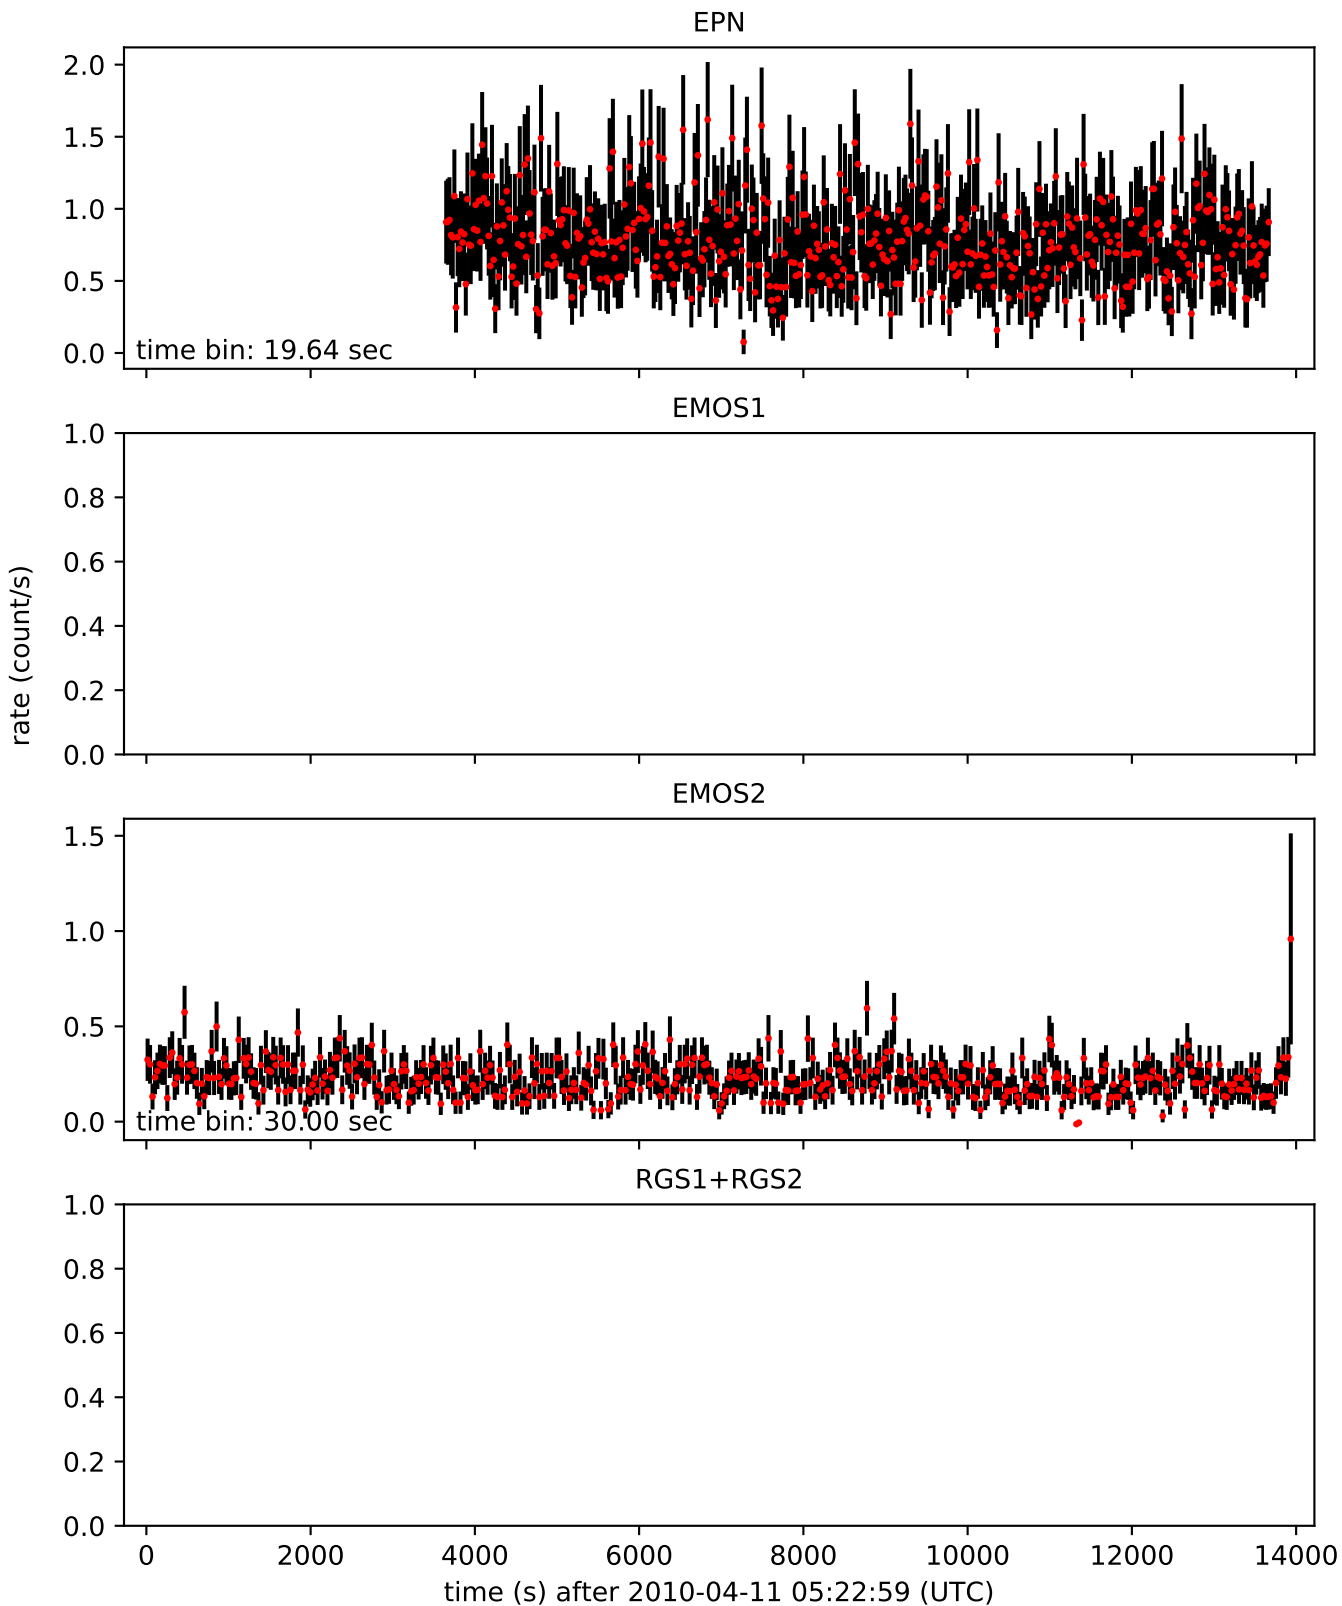 EPN
2.0
1.5
1.0
0.5
0.0
time bin: 19.64 sec
EMOS1
1.0
0.8
0.6
0.4
0.2
0.0
rate (count/s)
EMOS2
1.5
1.0
0.5
0.0
time bin: 30.00 sec
RGS1+RGS2
1.0
0.8
0.6
0.4
0.2
0.0
0 2000 4000 6000 8000 10000 12000 14000
time (s) after 2010-04-11 05:22:59 (UTC)